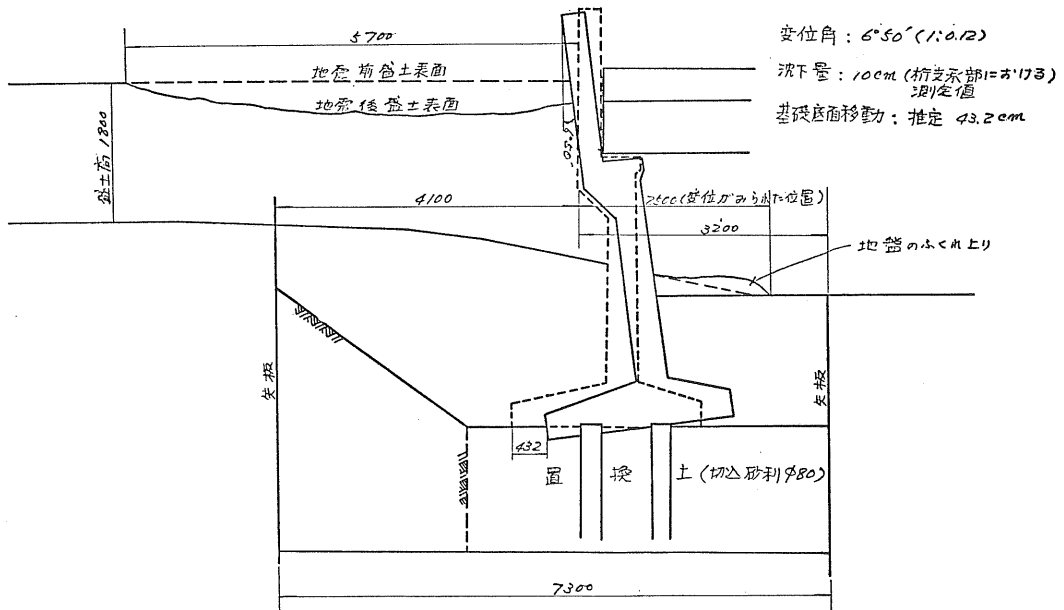 5700
変位角：6°50′(1:0.12)
地震前盛土表面
沈下量：10cm (桁支承部における)
測定値
地震後盛土表面
基礎底面移動：推定 43.2cm
6°50′
盛土高 1800
4100
2500(変位がみられた位置)
3200
地盤のふくれ上り
矢板
矢板
432
置換土(切込砂利φ80)
7300